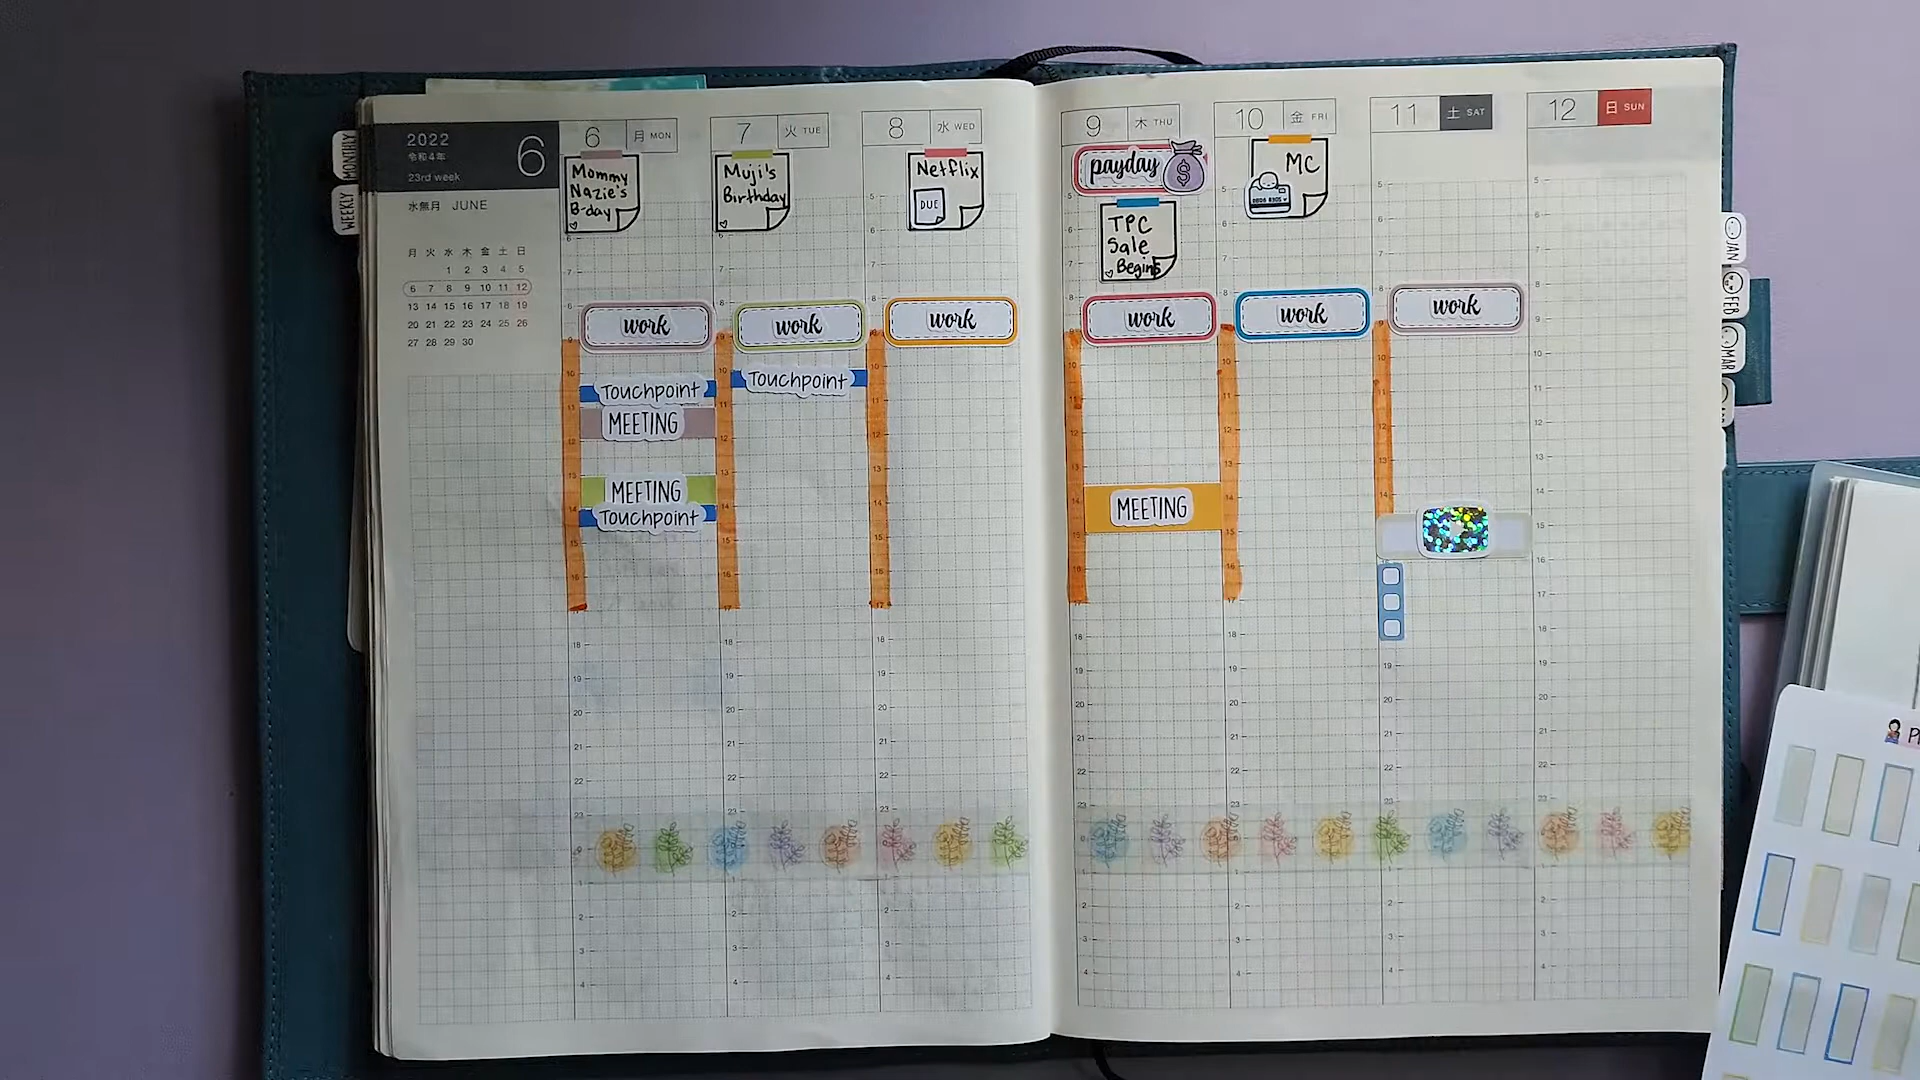 2022
令和4年
23rd week
6
水無月 JUNE
月 火 水 木 金 土 日
1 2 3 4 5
6 7 8 9 10 11 12
13 14 15 16 17 18 19
20 21 22 23 24 25 26
27 28 29 30
MONTHLY
WEEKLY
6 月 MON
Mommy
Nazie's
B-day
work
Touchpoint
MEETING
MEETING
Touchpoint
7 火 TUE
Muji's
Birthday
work
Touchpoint
8 水 WED
Netflix
DUE
work
9 木 THU
payday
$
TPC
Sale
Begins
work
MEETING
10 金 FRI
MC
work
11 土 SAT
work
12 日 SUN
JAN
FEB
MAR